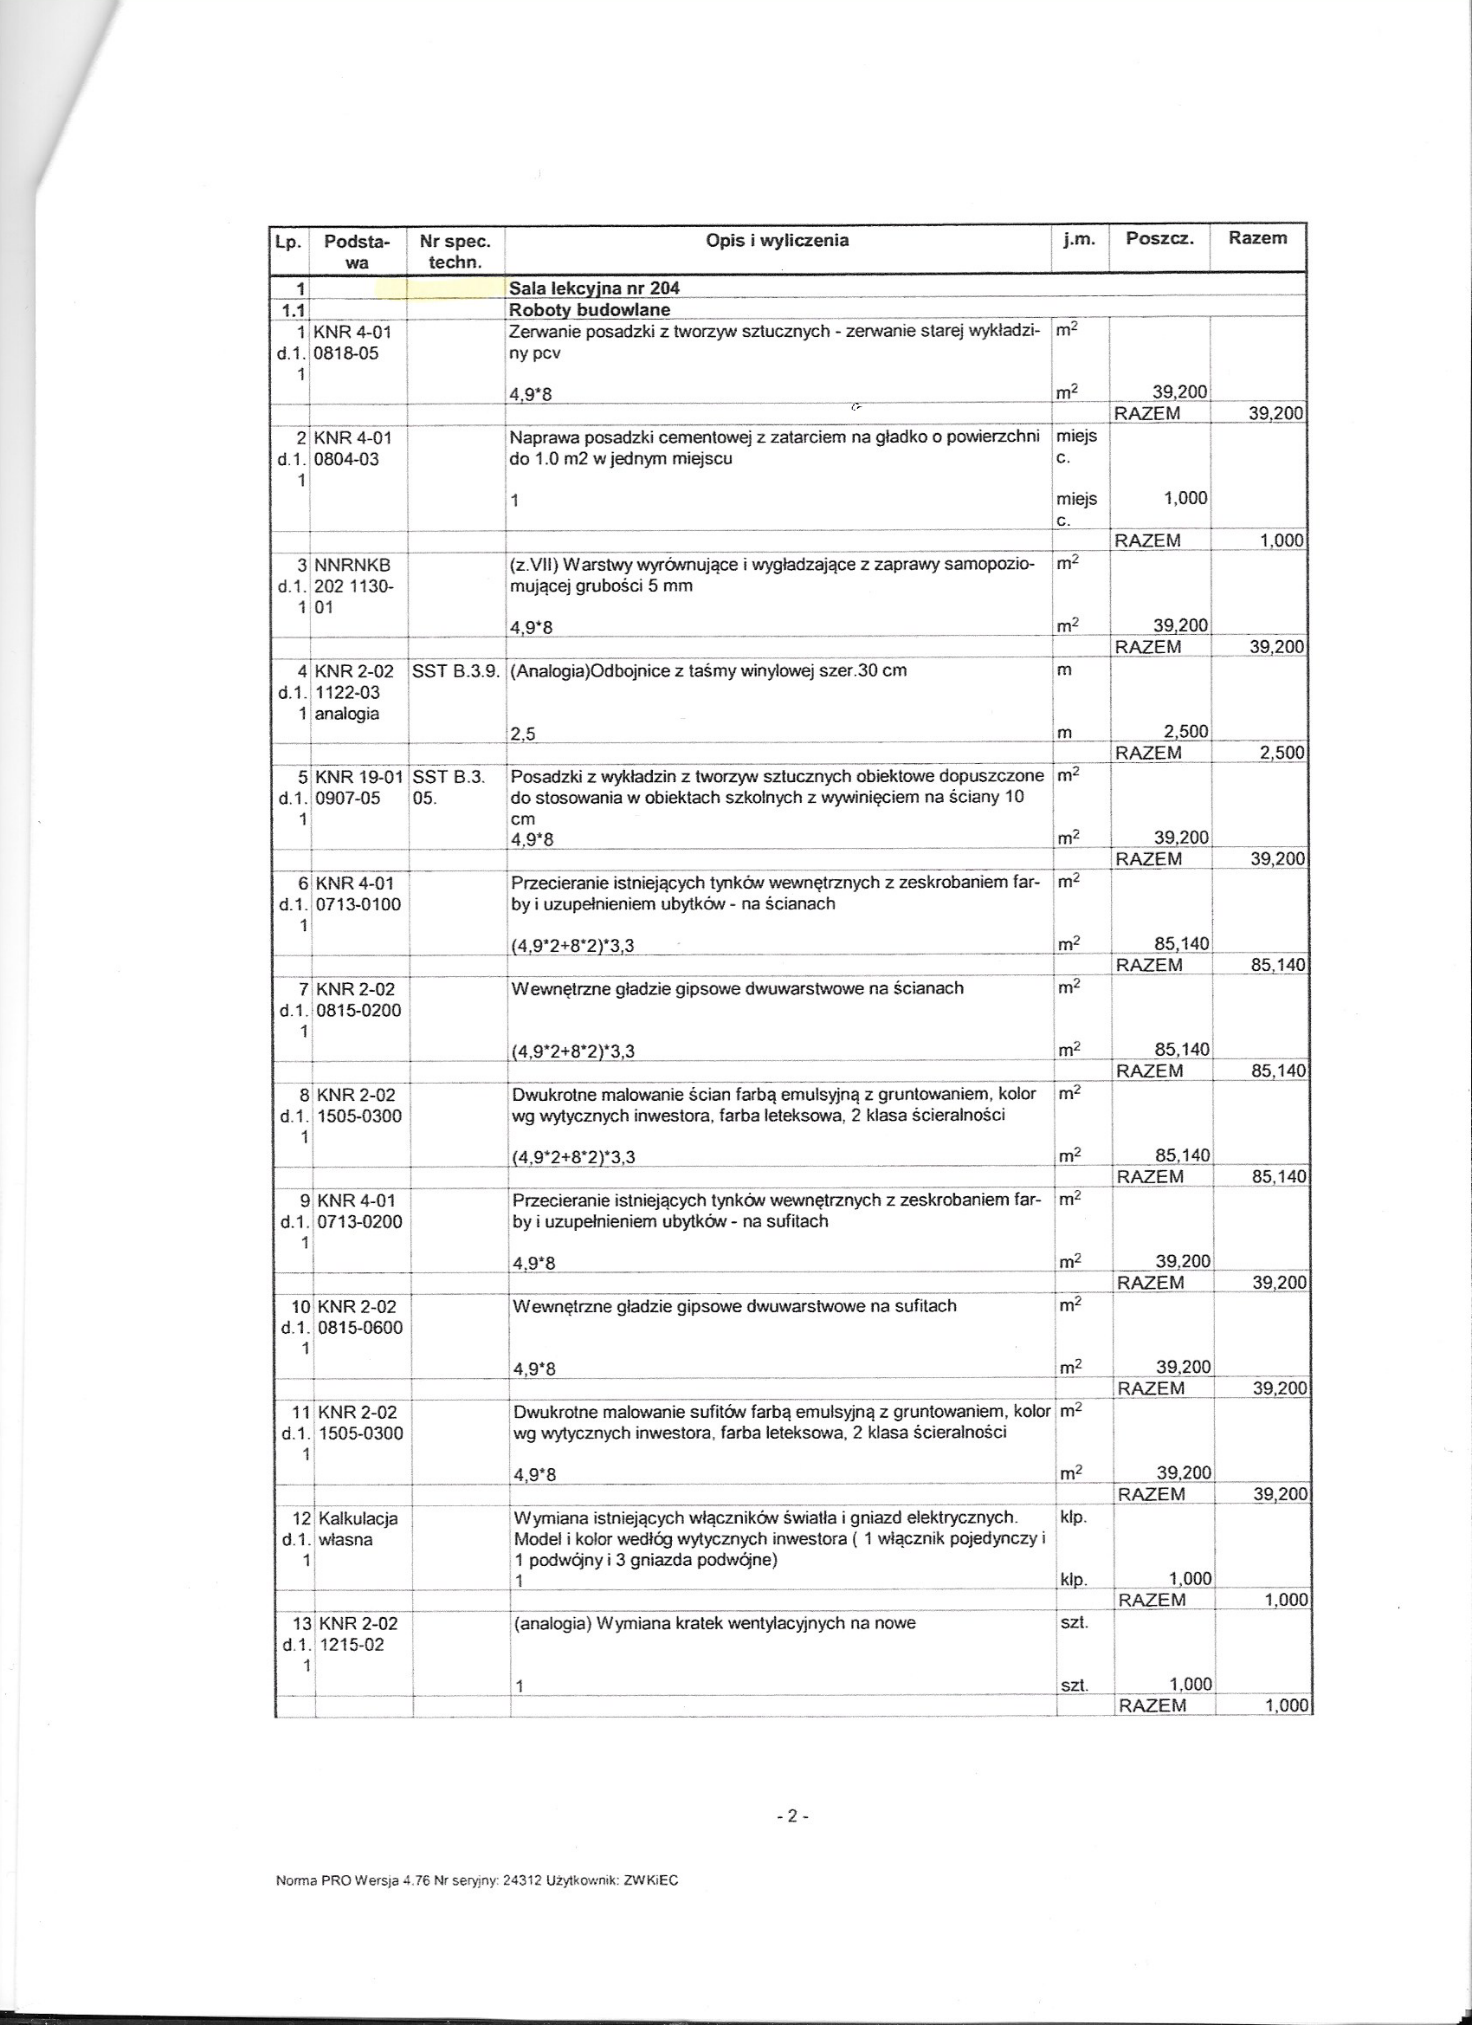 Lp. Podsta- Nr spec. Opis i wyliczenia j.m. Poszcz. Razem
wa techn.
1 Sala lekcyjna nr 204
1.1 Roboty budowlane
1 KNR 4-01 Zerwanie posadzki z tworzyw sztucznych - zerwanie starej wykładzi- m2
d.1. 0818-05 ny pcv
1
4,9*8 m2 39,200
RAZEM 39,200
2 KNR 4-01 Naprawa posadzki cementowej z zatarciem na gładko o powierzchni miejs
d.1. 0804-03 do 1.0 m2 w jednym miejscu c.
1
1 miejs 1,000
c.
RAZEM 1,000
3 NNRNKB (z.VII) Warstwy wyrównujące i wygładzające z zaprawy samopozio- m2
d.1. 202 1130- mującej grubości 5 mm
1 01
4,9*8 m2 39,200
RAZEM 39,200
4 KNR 2-02 SST B.3.9. (Analogia)Odbojnice z taśmy winylowej szer.30 cm m
d.1. 1122-03
1 analogia
2,5 m 2,500
RAZEM 2,500
5 KNR 19-01 SST B.3. Posadzki z wykładzin z tworzyw sztucznych obiektowe dopuszczone m2
d.1. 0907-05 05. do stosowania w obiektach szkolnych z wywinięciem na ściany 10
1 cm
4,9*8 m2 39,200
RAZEM 39,200
6 KNR 4-01 Przecieranie istniejących tynków wewnętrznych z zeskrobaniem far- m2
d.1. 0713-0100 by i uzupełnieniem ubytków - na ścianach
1
(4,9*2+8*2)*3,3 m2 85,140
RAZEM 85,140
7 KNR 2-02 Wewnętrzne gładzie gipsowe dwuwarstwowe na ścianach m2
d.1. 0815-0200
1
(4,9*2+8*2)*3,3 m2 85,140
RAZEM 85,140
8 KNR 2-02 Dwukrotne malowanie ścian farbą emulsyjną z gruntowaniem, kolor m2
d.1. 1505-0300 wg wytycznych inwestora, farba leteksowa, 2 klasa ścieralności
1
(4,9*2+8*2)*3,3 m2 85,140
RAZEM 85,140
9 KNR 4-01 Przecieranie istniejących tynków wewnętrznych z zeskrobaniem far- m2
d.1. 0713-0200 by i uzupełnieniem ubytków - na sufitach
1
4,9*8 m2 39,200
RAZEM 39,200
10 KNR 2-02 Wewnętrzne gładzie gipsowe dwuwarstwowe na sufitach m2
d.1. 0815-0600
1
4,9*8 m2 39,200
RAZEM 39,200
11 KNR 2-02 Dwukrotne malowanie sufitów farbą emulsyjną z gruntowaniem, kolor m2
d.1. 1505-0300 wg wytycznych inwestora, farba leteksowa, 2 klasa ścieralności
1
4,9*8 m2 39,200
RAZEM 39,200
12 Kalkulacja Wymiana istniejących włączników światła i gniazd elektrycznych. klp.
d.1. własna Model i kolor wedłóg wytycznych inwestora ( 1 włącznik pojedynczy i
1 1 podwójny i 3 gniazda podwójne)
1 klp. 1,000
RAZEM 1,000
13 KNR 2-02 (analogia) Wymiana kratek wentylacyjnych na nowe szt.
d.1. 1215-02
1
1 szt. 1,000
RAZEM 1,000
- 2 -
Norma PRO Wersja 4.76 Nr seryjny: 24312 Użytkownik: ZWKiEC